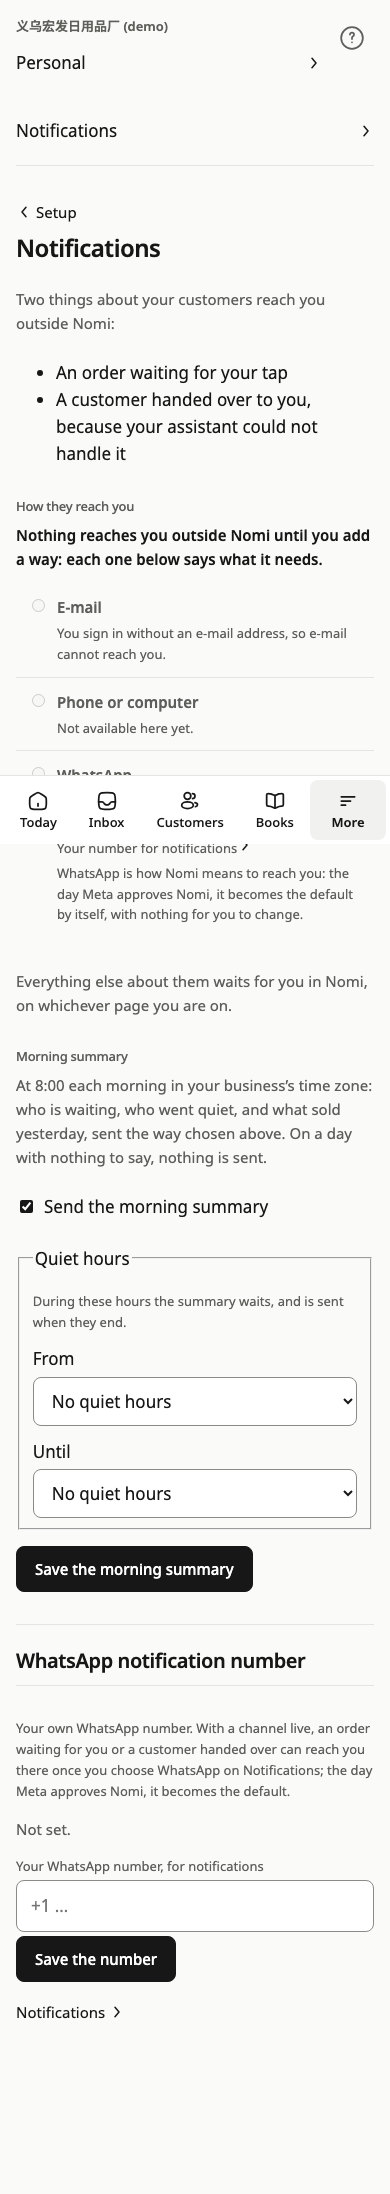 义乌宏发日用品厂 (demo)
Personal
Notifications
Setup
Notifications
Two things about your customers reach you
outside Nomi:
An order waiting for your tap
A customer handed over to you,
because your assistant could not
handle it
How they reach you
Nothing reaches you outside Nomi until you add
a way: each one below says what it needs.
E-mail
You sign in without an e-mail address, so e-mail
cannot reach you.
Phone or computer
Not available here yet.
WhatsApp
Today
Inbox
Customers
Books
More
Your number for notifications
WhatsApp is how Nomi means to reach you: the
day Meta approves Nomi, it becomes the default
by itself, with nothing for you to change.
Everything else about them waits for you in Nomi,
on whichever page you are on.
Morning summary
At 8:00 each morning in your business’s time zone:
who is waiting, who went quiet, and what sold
yesterday, sent the way chosen above. On a day
with nothing to say, nothing is sent.
Send the morning summary
Quiet hours
During these hours the summary waits, and is sent
when they end.
From
No quiet hours
Until
No quiet hours
Save the morning summary
WhatsApp notification number
Your own WhatsApp number. With a channel live, an order
waiting for you or a customer handed over can reach you
there once you choose WhatsApp on Notifications; the day
Meta approves Nomi, it becomes the default.
Not set.
Your WhatsApp number, for notifications
+1 ...
Save the number
Notifications